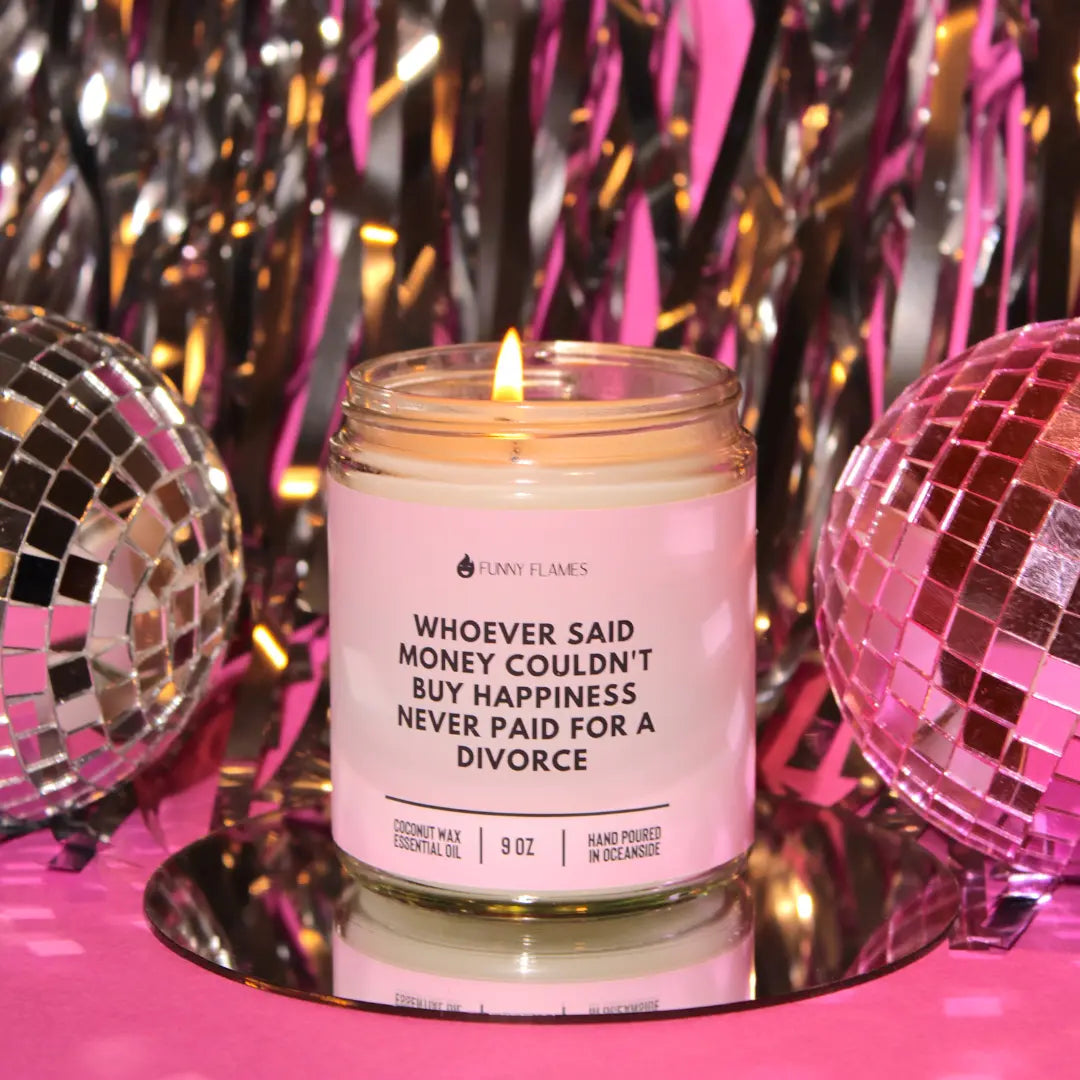 FUNNY FLAMES
WHOEVER SAID
MONEY COULDN'T
BUY HAPPINESS
NEVER PAID FOR A
DIVORCE
COCONUT WAX
ESSENTIAL OIL
9 OZ
HAND POURED
IN OCEANSIDE